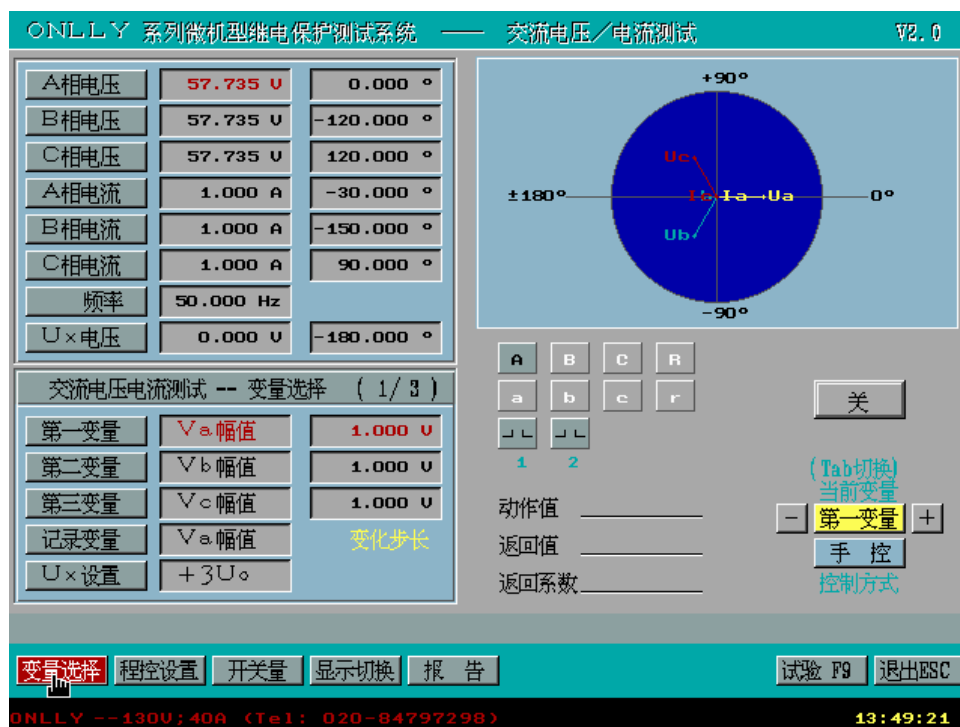 ONLLY 系列微机型继电保护测试系统 —— 交流电压/电流测试 V2.0
A相电压 57.735 V 0.000 °
B相电压 57.735 V -120.000 °
C相电压 57.735 V 120.000 °
A相电流 1.000 A -30.000 °
B相电流 1.000 A -150.000 °
C相电流 1.000 A 90.000 °
频率 50.000 Hz
U×电压 0.000 V -180.000 °
+90°
Uc
±180° Ia Ua 0°
Ub
-90°
A B C R
a b c r
1 2
关
交流电压电流测试 -- 变量选择 ( 1/ 3 )
第一变量 Va幅值 1.000 V
第二变量 Vb幅值 1.000 V
第三变量 Vc幅值 1.000 V
记录变量 Va幅值 变化步长
U×设置 +3U₀
动作值
返回值
返回系数
(Tab切换)
当前变量
- 第一变量 +
手 控
控制方式
变量选择 程控设置 开关量 显示切换 报 告 试验 F9 退出ESC
ONLLY --130V;40A (Tel: 020-84797298) 13:49:21